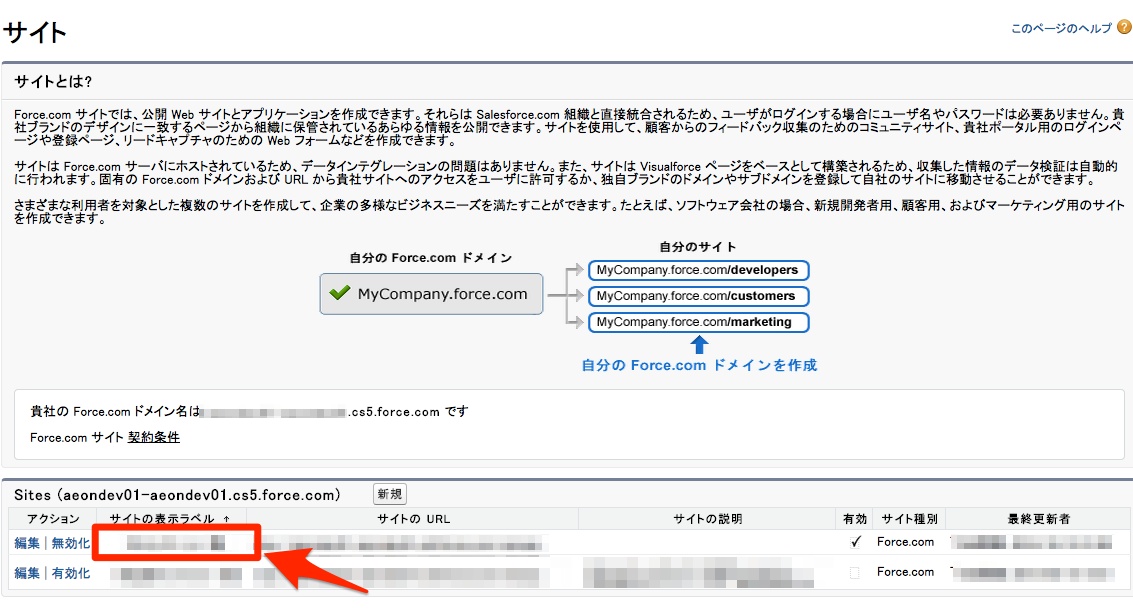 サイト
このページのヘルプ ?
サイトとは?
Force.com サイトでは、公開 Web サイトとアプリケーションを作成できます。それらは Salesforce.com 組織と直接統合されるため、ユーザがログインする場合にユーザ名やパスワードは必要ありません。貴
社ブランドのデザインに一致するページから組織に保管されているあらゆる情報を公開できます。サイトを使用して、顧客からのフィードバック収集のためのコミュニティサイト、貴社ポータル用のログインペ
ージや登録ページ、リードキャプチャのための Web フォームなどを作成できます。
サイトは Force.com サーバにホストされているため、データインテグレーションの問題はありません。また、サイトは Visualforce ページをベースとして構築されるため、収集した情報のデータ検証は自動的
に行われます。固有の Force.com ドメインおよび URL から貴社サイトへのアクセスをユーザに許可するか、独自ブランドのドメインやサブドメインを登録して自社のサイトに移動させることができます。
さまざまな利用者を対象とした複数のサイトを作成して、企業の多様なビジネスニーズを満たすことができます。たとえば、ソフトウェア会社の場合、新規開発者用、顧客用、およびマーケティング用のサイト
を作成できます。
自分の Force.com ドメイン
自分のサイト
MyCompany.force.com
MyCompany.force.com/developers
MyCompany.force.com/customers
MyCompany.force.com/marketing
自分の Force.com ドメインを作成
貴社の Force.com ドメイン名は .cs5.force.com です
Force.com サイト 契約条件
Sites (aeondev01-aeondev01.cs5.force.com) 新規
アクション サイトの表示ラベル ↑ サイトの URL サイトの説明 有効 サイト種別 最終更新者
編集 | 無効化 ✓ Force.com
編集 | 有効化 Force.com